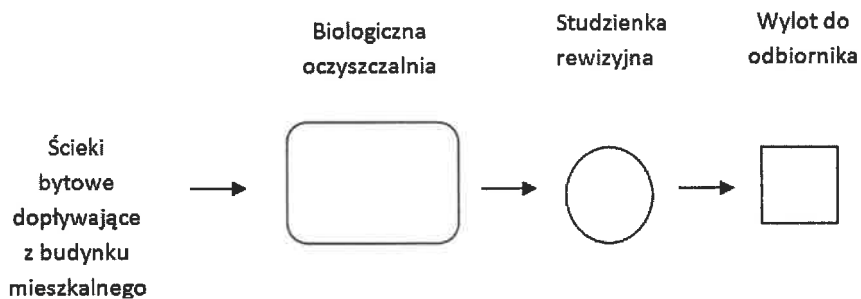 Biologiczna
oczyszczalnia
Studzienka
rewizyjna
Wylot do
odbiornika
Ścieki
bytowe
dopływające
z budynku
mieszkalnego